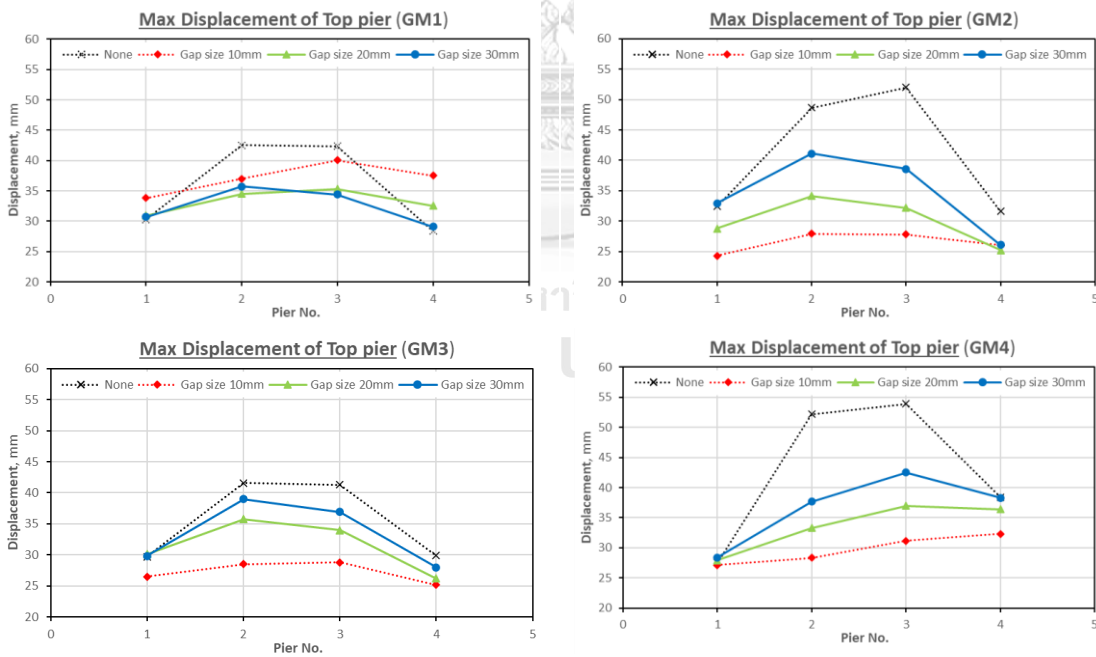 Max Displacement of Top pier (GM1)
None Gap size 10mm Gap size 20mm Gap size 30mm
Displacement, mm
60
55
50
45
40
35
30
25
20
0 1 2 3 4 5
Pier No.
Max Displacement of Top pier (GM2)
None Gap size 10mm Gap size 20mm Gap size 30mm
Displacement, mm
60
55
50
45
40
35
30
25
20
0 1 2 3 4 5
Pier No.
Max Displacement of Top pier (GM3)
None Gap size 10mm Gap size 20mm Gap size 30mm
Displacement, mm
60
55
50
45
40
35
30
25
20
0 1 2 3 4 5
Pier No.
Max Displacement of Top pier (GM4)
None Gap size 10mm Gap size 20mm Gap size 30mm
Displacement, mm
60
55
50
45
40
35
30
25
20
0 1 2 3 4 5
Pier No.